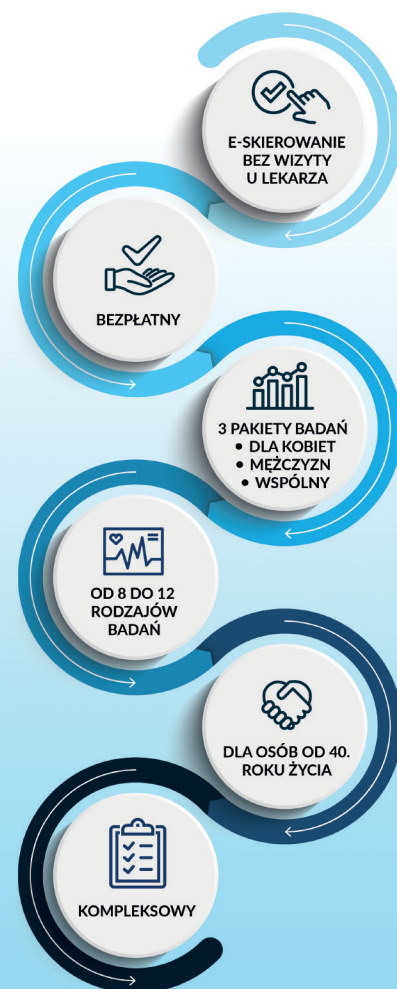 E-SKIEROWANIE
BEZ WIZYTY
U LEKARZA
BEZPŁATNY
3 PAKIETY BADAŃ
• DLA KOBIET
• MĘŻCZYZN
• WSPÓLNY
OD 8 DO 12
RODZAJÓW
BADAŃ
DLA OSÓB OD 40.
ROKU ŻYCIA
KOMPLEKSOWY